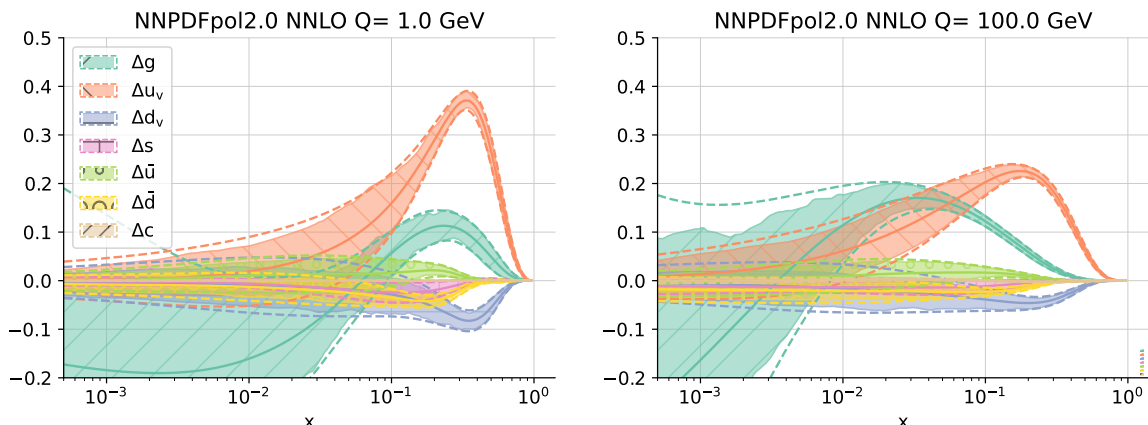 NNPDFpol2.0 NNLO Q= 1.0 GeV
0.5
0.4
0.3
0.2
0.1
0.0
−0.1
−0.2
Δg
Δu_v
Δd_v
Δs
Δū
Δd̄
Δc
10⁻³
10⁻²
10⁻¹
10⁰
x
NNPDFpol2.0 NNLO Q= 100.0 GeV
0.5
0.4
0.3
0.2
0.1
0.0
−0.1
−0.2
10⁻³
10⁻²
10⁻¹
10⁰
x